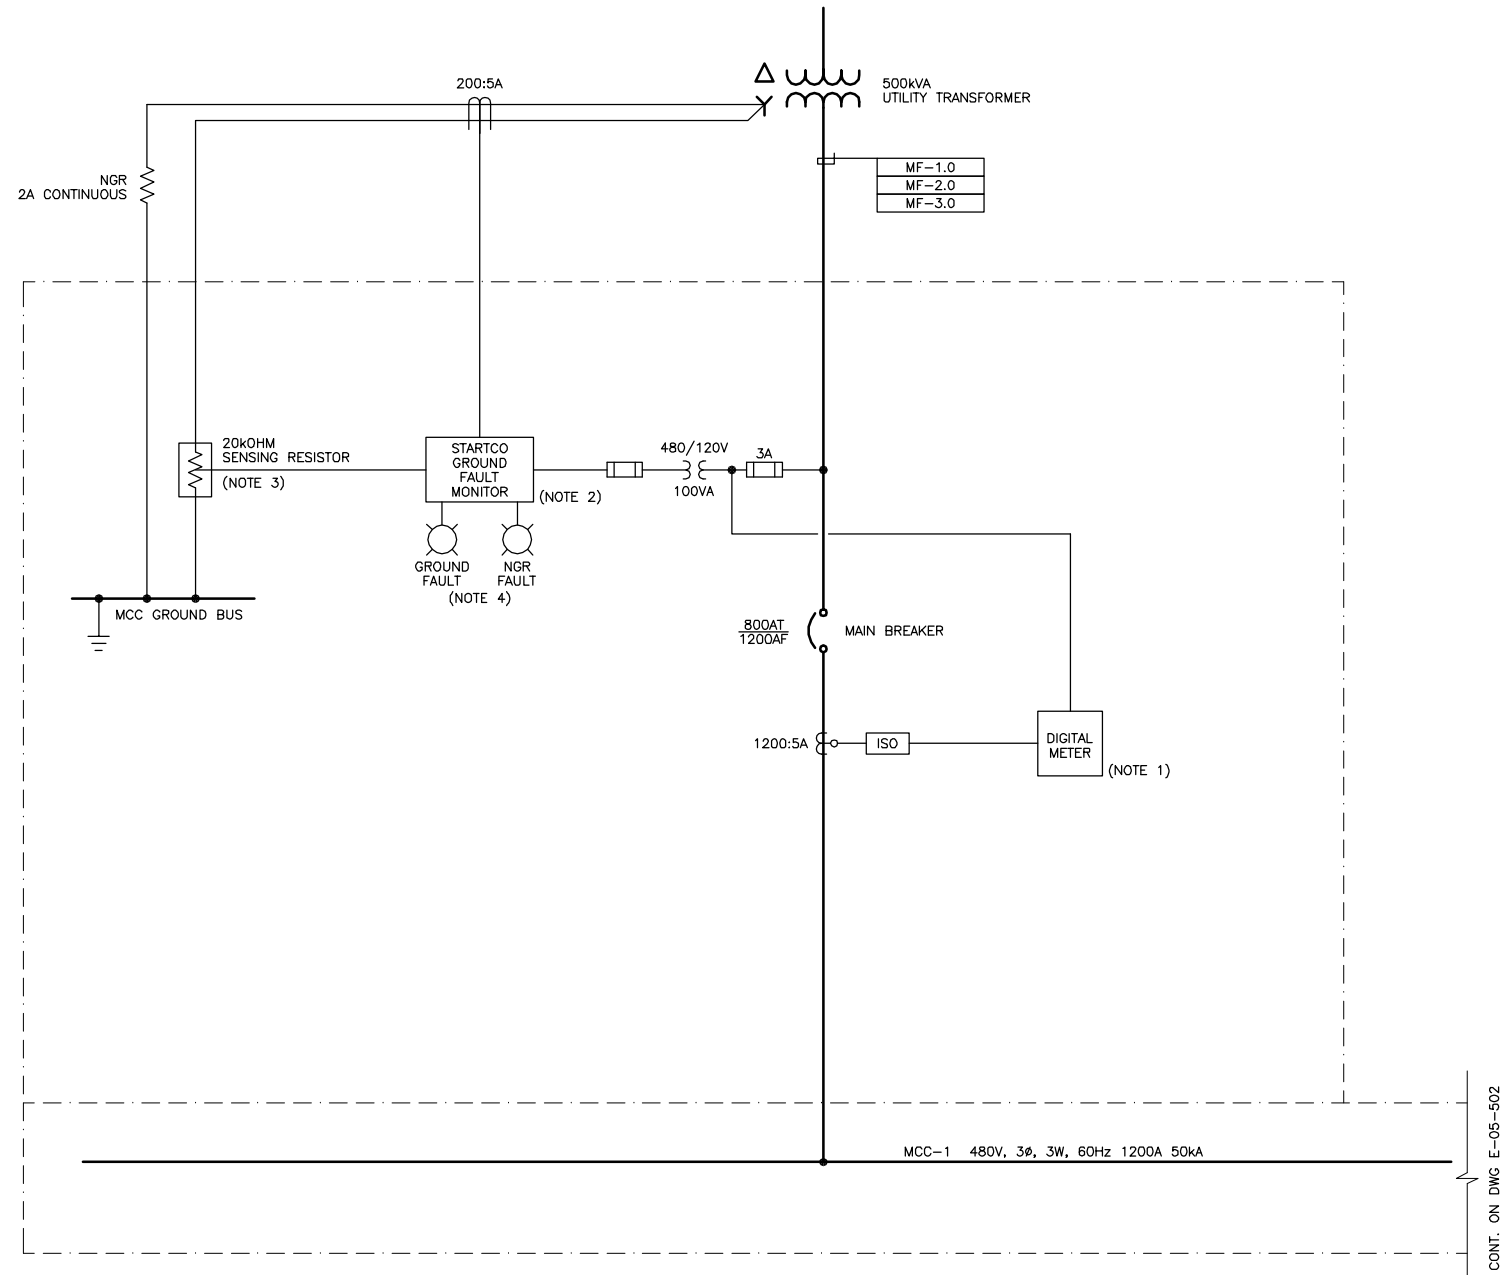 200:5A
500kVA
UTILITY TRANSFORMER
MF-1.0
MF-2.0
MF-3.0
NGR
2A CONTINUOUS
20kOHM
SENSING RESISTOR
(NOTE 3)
STARTCO
GROUND
FAULT
MONITOR
(NOTE 2)
480/120V
100VA
3A
GROUND
FAULT
NGR
FAULT
(NOTE 4)
MCC GROUND BUS
800AT
1200AF
MAIN BREAKER
1200:5A
ISO
DIGITAL
METER
(NOTE 1)
MCC-1 480V, 3ø, 3W, 60Hz 1200A 50kA
CONT. ON DWG E-05-502